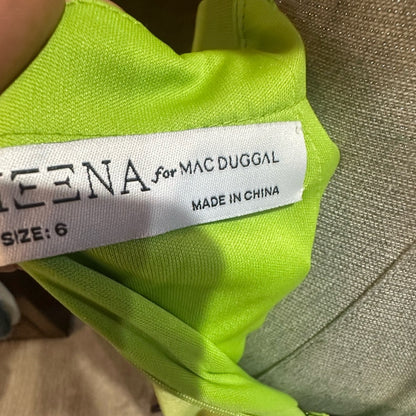 IEENA for MAC DUGGAL
SIZE: 6
MADE IN CHINA